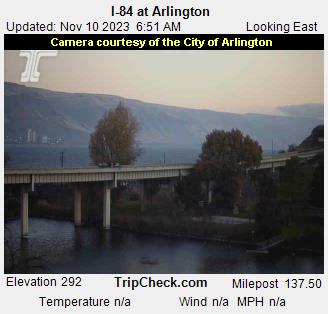 I-84 at Arlington
Updated: Nov 10 2023 6:51 AM Looking East
Camera courtesy of the City of Arlington
Elevation 292 TripCheck.com Milepost 137.50
Temperature n/a Wind n/a MPH n/a